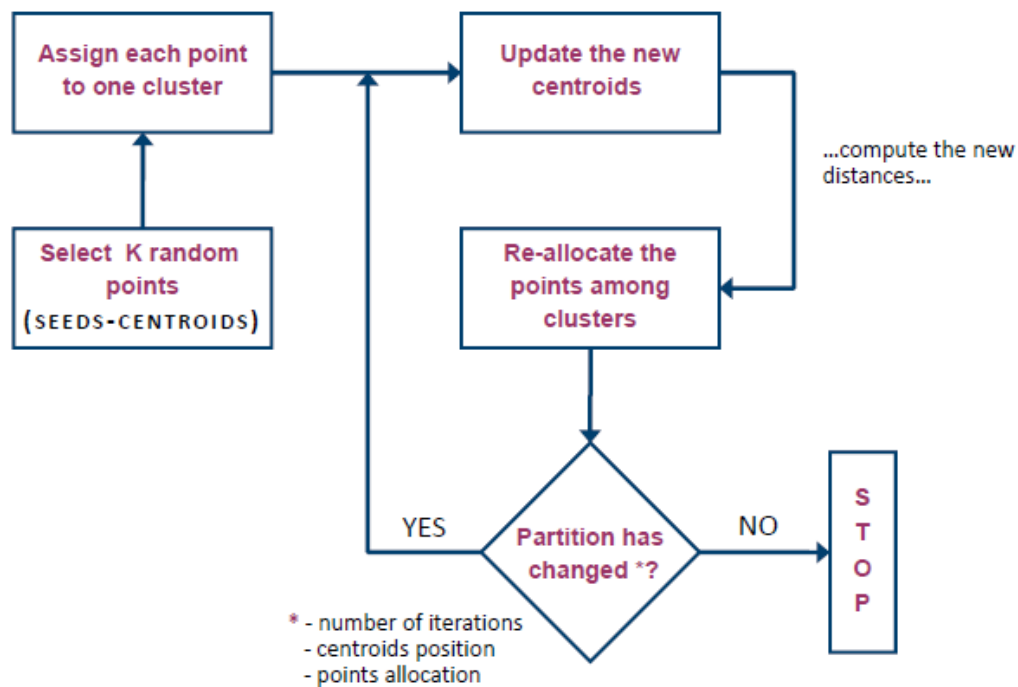 Assign each point
to one cluster
Update the new
centroids
...compute the new
distances...
Select K random
points
(SEEDS-CENTROIDS)
Re-allocate the
points among
clusters
YES
Partition has
changed *?
NO
S
T
O
P
* - number of iterations
- centroids position
- points allocation